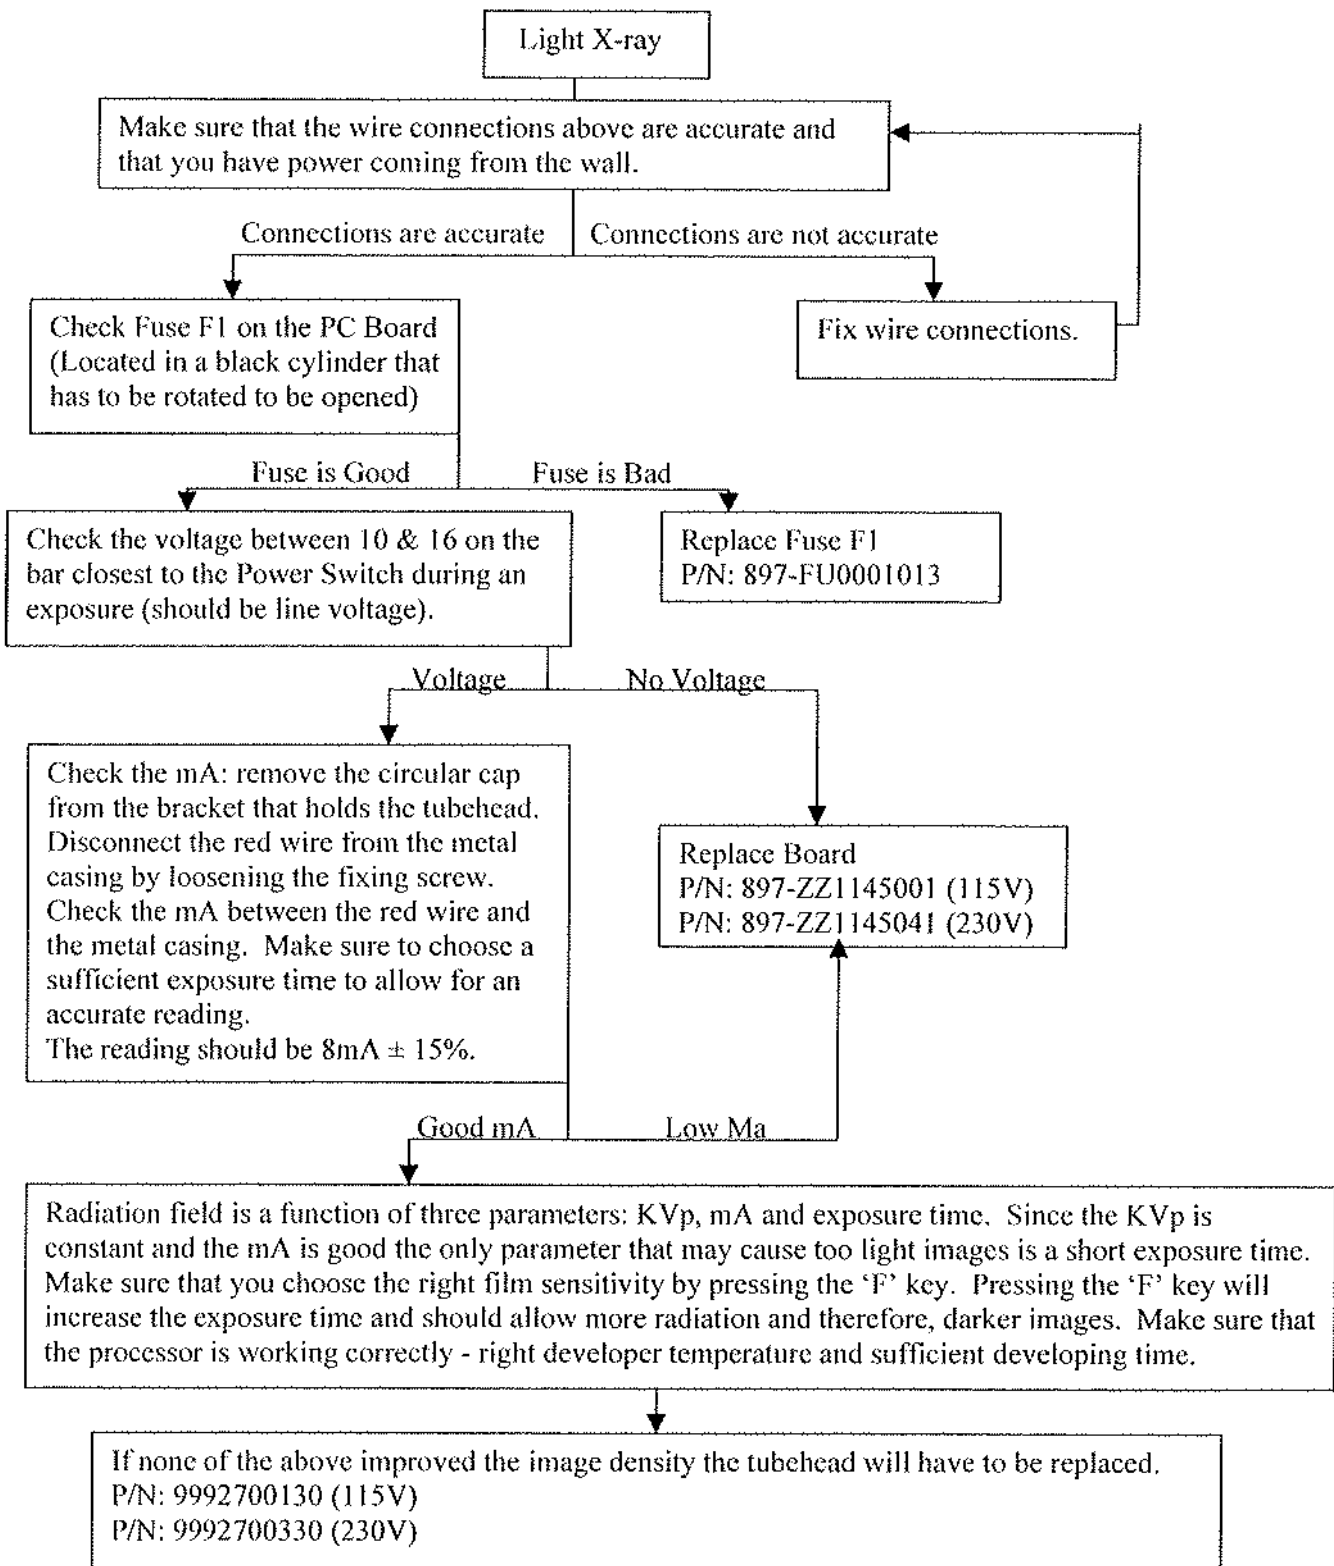 Light X-ray
Make sure that the wire connections above are accurate and
that you have power coming from the wall.
Connections are accurate
Connections are not accurate
Check Fuse F1 on the PC Board
(Located in a black cylinder that
has to be rotated to be opened)
Fix wire connections.
Fuse is Good
Fuse is Bad
Check the voltage between 10 & 16 on the
bar closest to the Power Switch during an
exposure (should be line voltage).
Replace Fuse F1
P/N: 897-FU0001013
Voltage
No Voltage
Check the mA: remove the circular cap
from the bracket that holds the tubehead.
Disconnect the red wire from the metal
casing by loosening the fixing screw.
Check the mA between the red wire and
the metal casing. Make sure to choose a
sufficient exposure time to allow for an
accurate reading.
The reading should be 8mA ± 15%.
Replace Board
P/N: 897-ZZ1145001 (115V)
P/N: 897-ZZ1145041 (230V)
Good mA
Low Ma
Radiation field is a function of three parameters: KVp, mA and exposure time. Since the KVp is
constant and the mA is good the only parameter that may cause too light images is a short exposure time.
Make sure that you choose the right film sensitivity by pressing the ‘F’ key. Pressing the ‘F’ key will
increase the exposure time and should allow more radiation and therefore, darker images. Make sure that
the processor is working correctly - right developer temperature and sufficient developing time.
If none of the above improved the image density the tubehead will have to be replaced.
P/N: 9992700130 (115V)
P/N: 9992700330 (230V)